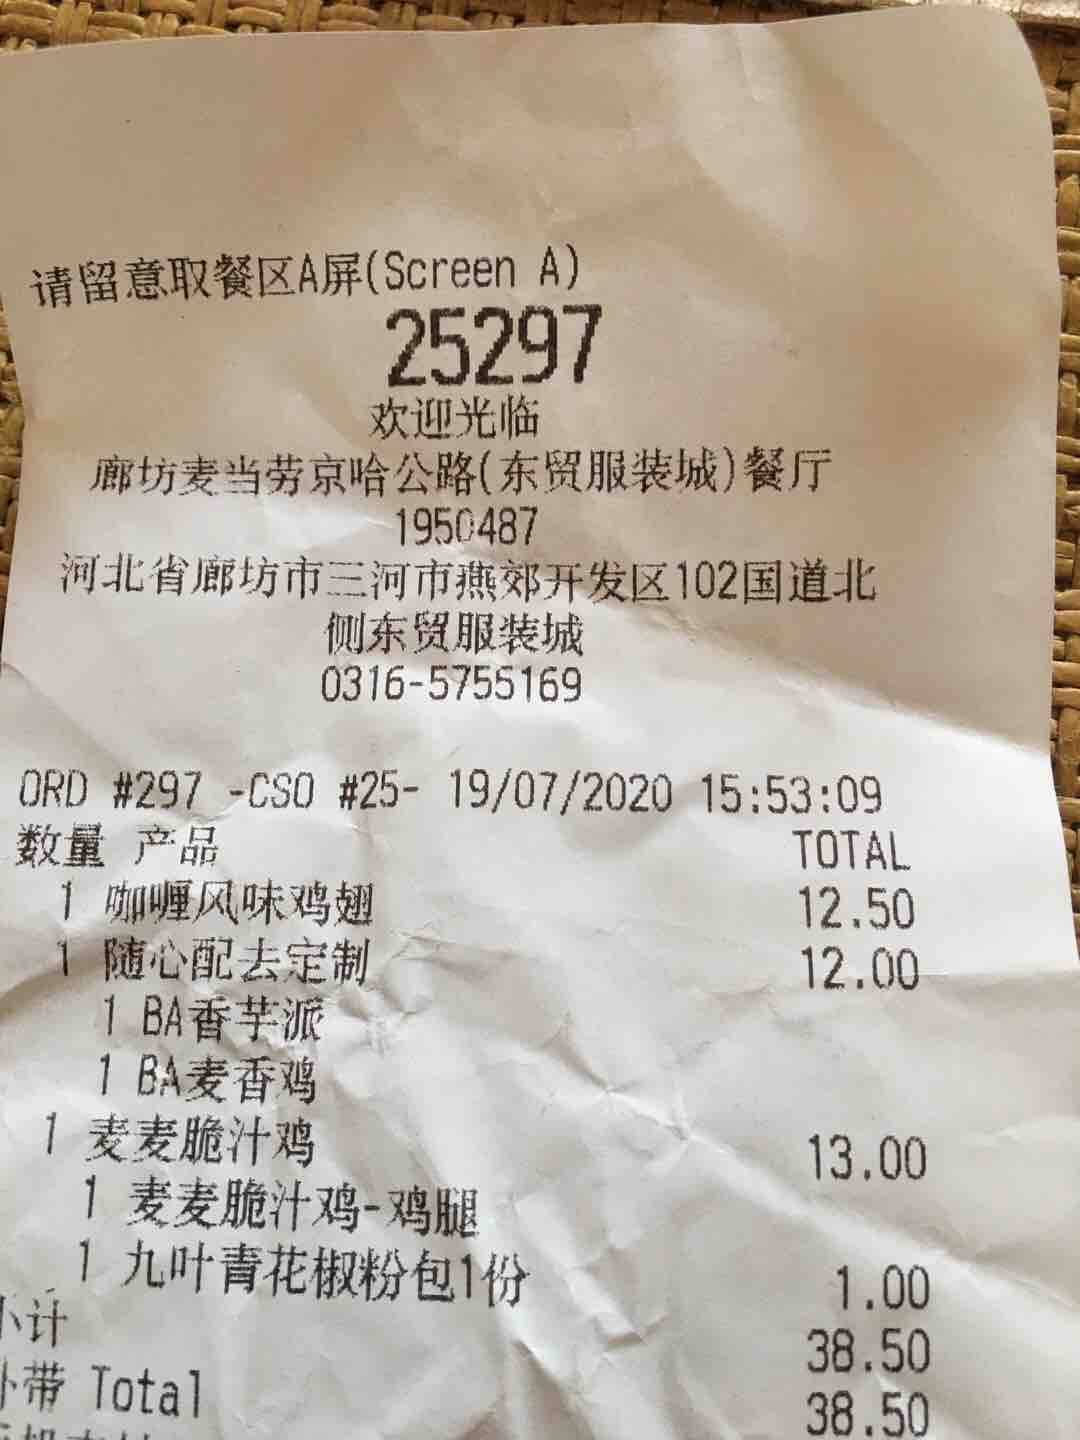 请留意取餐区A屏(Screen A)
25297
欢迎光临
廊坊麦当劳京哈公路(东贸服装城)餐厅
1950487
河北省廊坊市三河市燕郊开发区102国道北
侧东贸服装城
0316-5755169
ORD #297 -CSO #25- 19/07/2020 15:53:09
数量 产品 TOTAL
1 咖喱风味鸡翅 12.50
1 随心配去定制 12.00
1 BA香芋派
1 BA麦香鸡
1 麦麦脆汁鸡 13.00
1 麦麦脆汁鸡-鸡腿
1 九叶青花椒粉包1份 1.00
小计 38.50
外带 Total 38.50